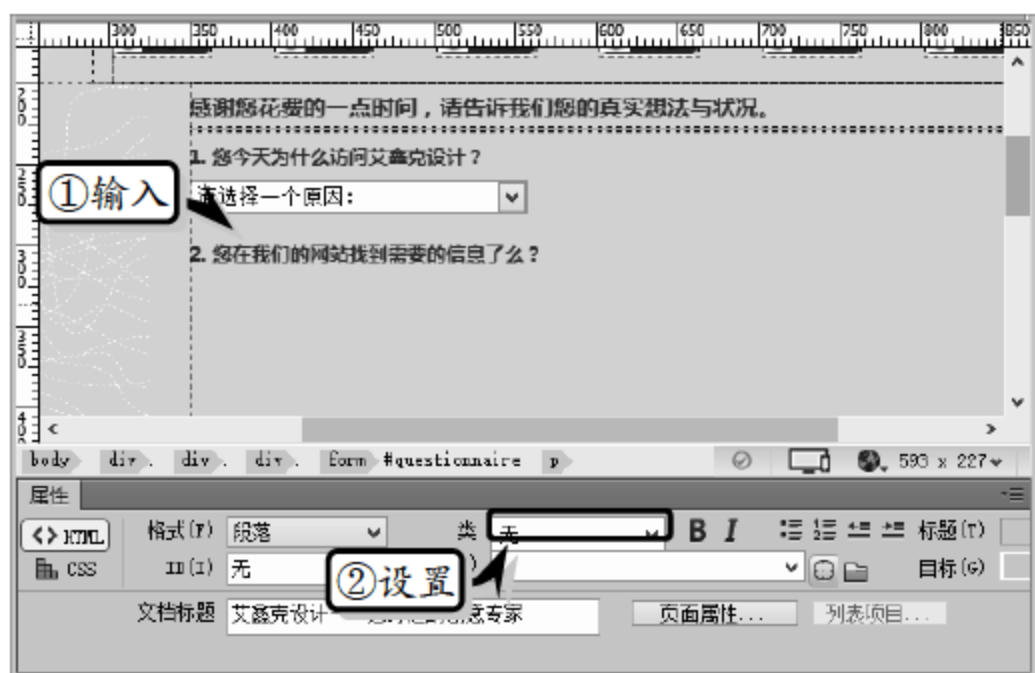 300 350 400 450 500 550 600 650 700 750 800 850
感谢您花费的一点时间，请告诉我们您的真实想法与状况。
1. 您今天为什么访问艾鑫克设计？
①输入
请选择一个原因：
2. 您在我们的网站找到需要的信息了么？
body div. div. div. form #questionnaire p 593 x 227
属性
<> HTML 格式(F) 段落 类 无 B I 标题(T)
CSS ID(I) 无 目标(G)
②设置
文档标题 艾鑫克设计 意专家 页面属性... 列表项目...